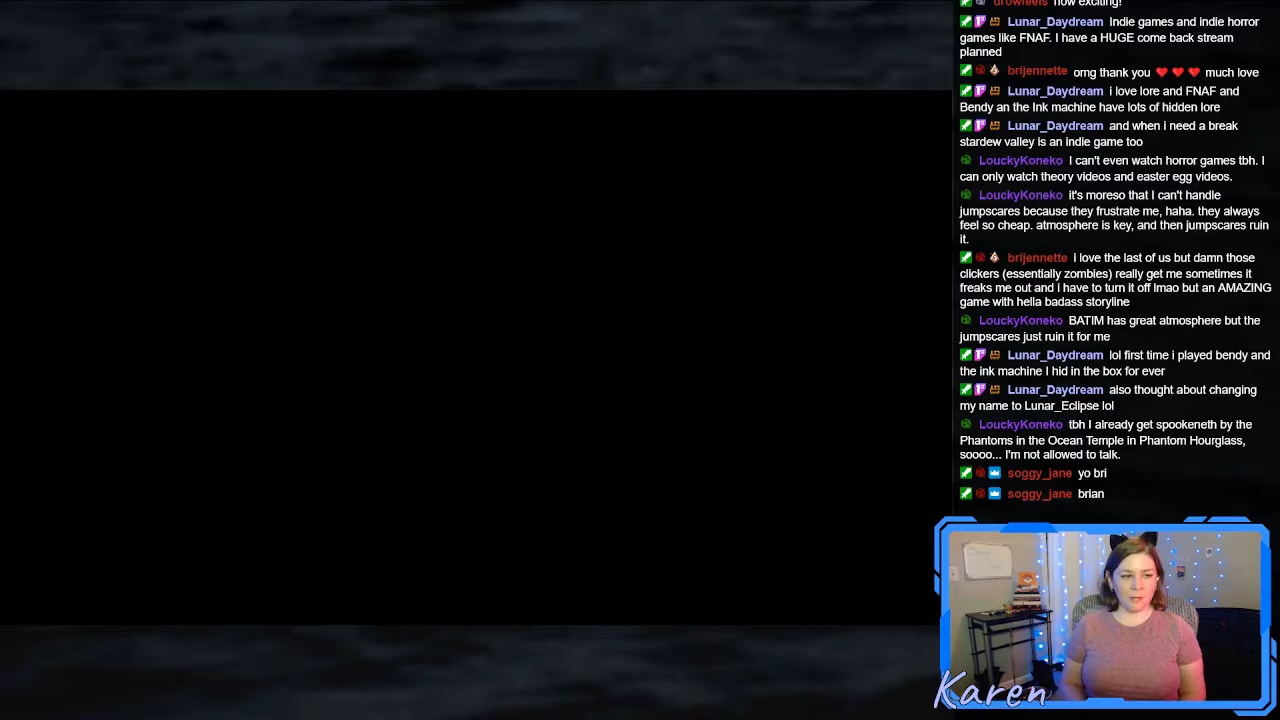 drowfeels now exciting!
Lunar_Daydream Indie games and indie horror
games like FNAF. I have a HUGE come back stream
planned
brijennette omg thank you ❤️ ❤️ ❤️ much love
Lunar_Daydream i love lore and FNAF and
Bendy an the Ink machine have lots of hidden lore
Lunar_Daydream and when i need a break
stardew valley is an indie game too
LouckyKoneko I can't even watch horror games tbh. I
can only watch theory videos and easter egg videos.
LouckyKoneko it's moreso that I can't handle
jumpscares because they frustrate me, haha. they always
feel so cheap. atmosphere is key, and then jumpscares ruin
it.
brijennette i love the last of us but damn those
clickers (essentially zombies) really get me sometimes it
freaks me out and i have to turn it off lmao but an AMAZING
game with hella badass storyline
LouckyKoneko BATIM has great atmosphere but the
jumpscares just ruin it for me
Lunar_Daydream lol first time i played bendy and
the ink machine I hid in the box for ever
Lunar_Daydream also thought about changing
my name to Lunar_Eclipse lol
LouckyKoneko tbh I already get spookeneth by the
Phantoms in the Ocean Temple in Phantom Hourglass,
soooo... I'm not allowed to talk.
soggy_jane yo bri
soggy_jane brian
Karen